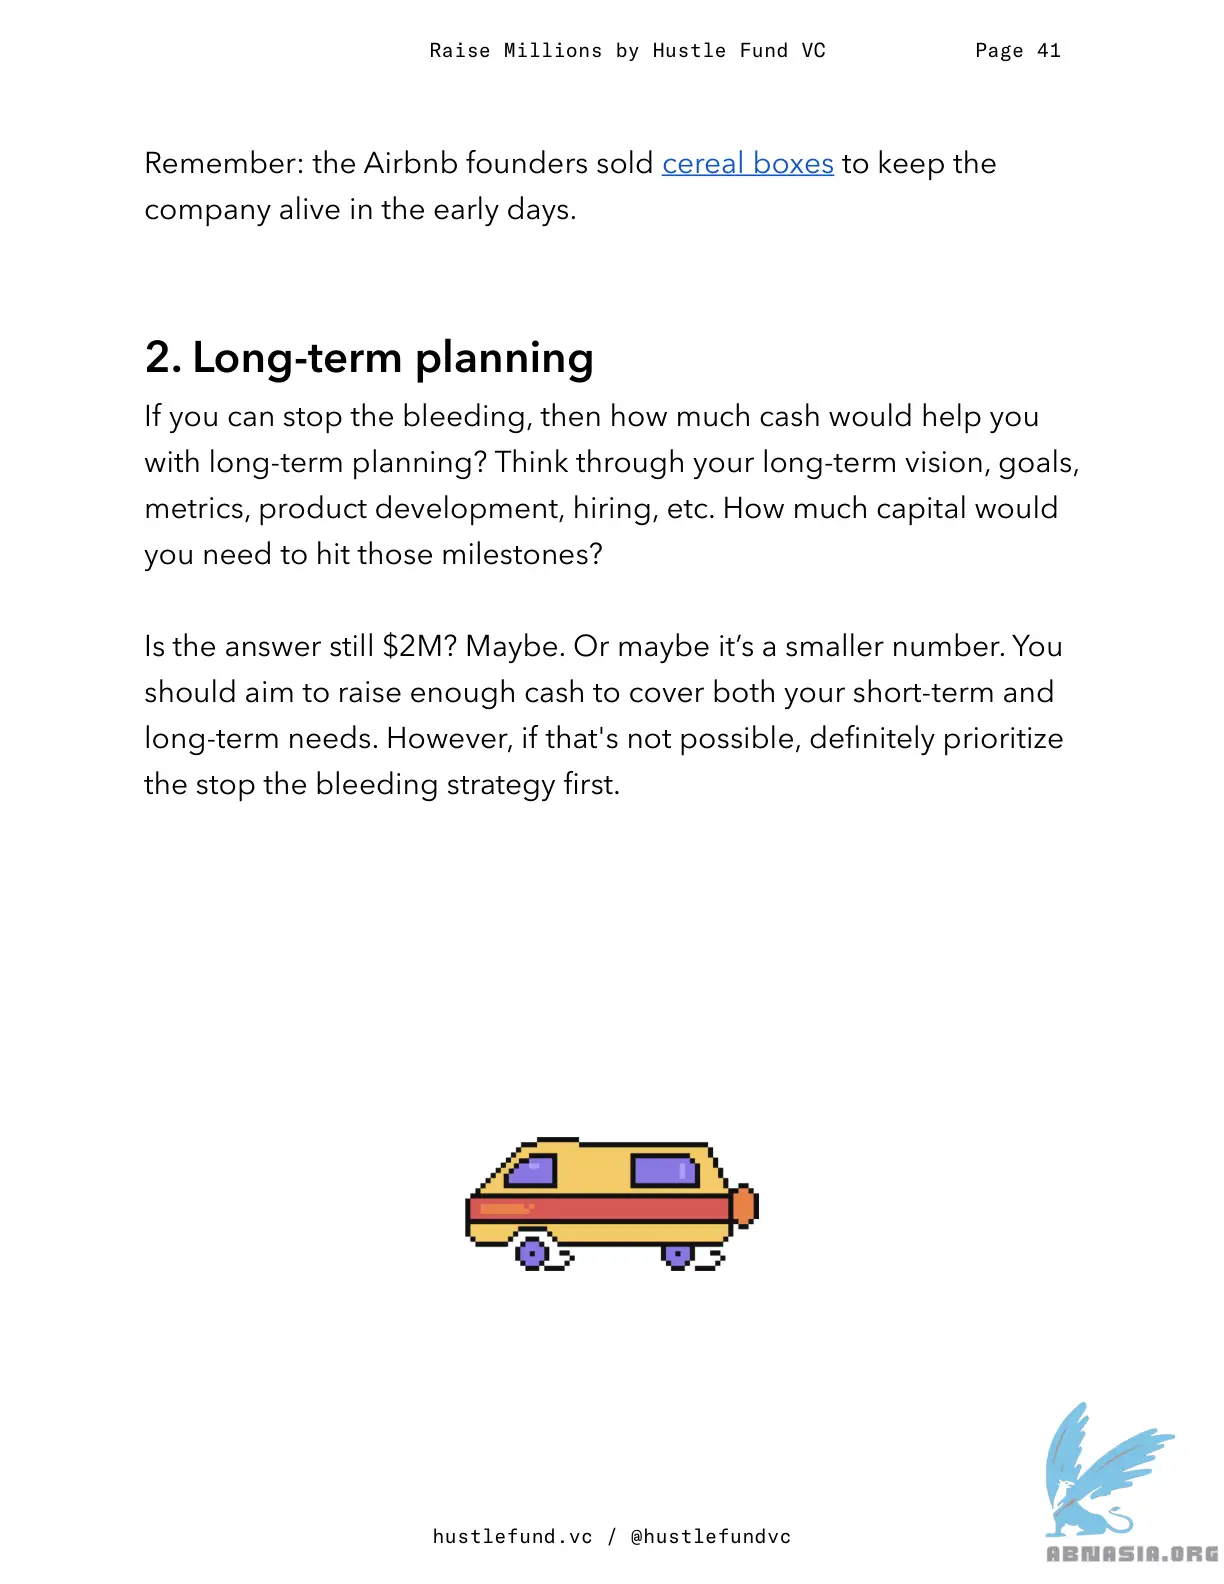 Raise Millions by Hustle Fund VC Page 41
Remember: the Airbnb founders sold cereal boxes to keep the
company alive in the early days.
2. Long-term planning
If you can stop the bleeding, then how much cash would help you
with long-term planning? Think through your long-term vision, goals,
metrics, product development, hiring, etc. How much capital would
you need to hit those milestones?
Is the answer still $2M? Maybe. Or maybe it’s a smaller number. You
should aim to raise enough cash to cover both your short-term and
long-term needs. However, if that's not possible, definitely prioritize
the stop the bleeding strategy first.
hustlefund.vc / @hustlefundvc
ABNASIA.ORG